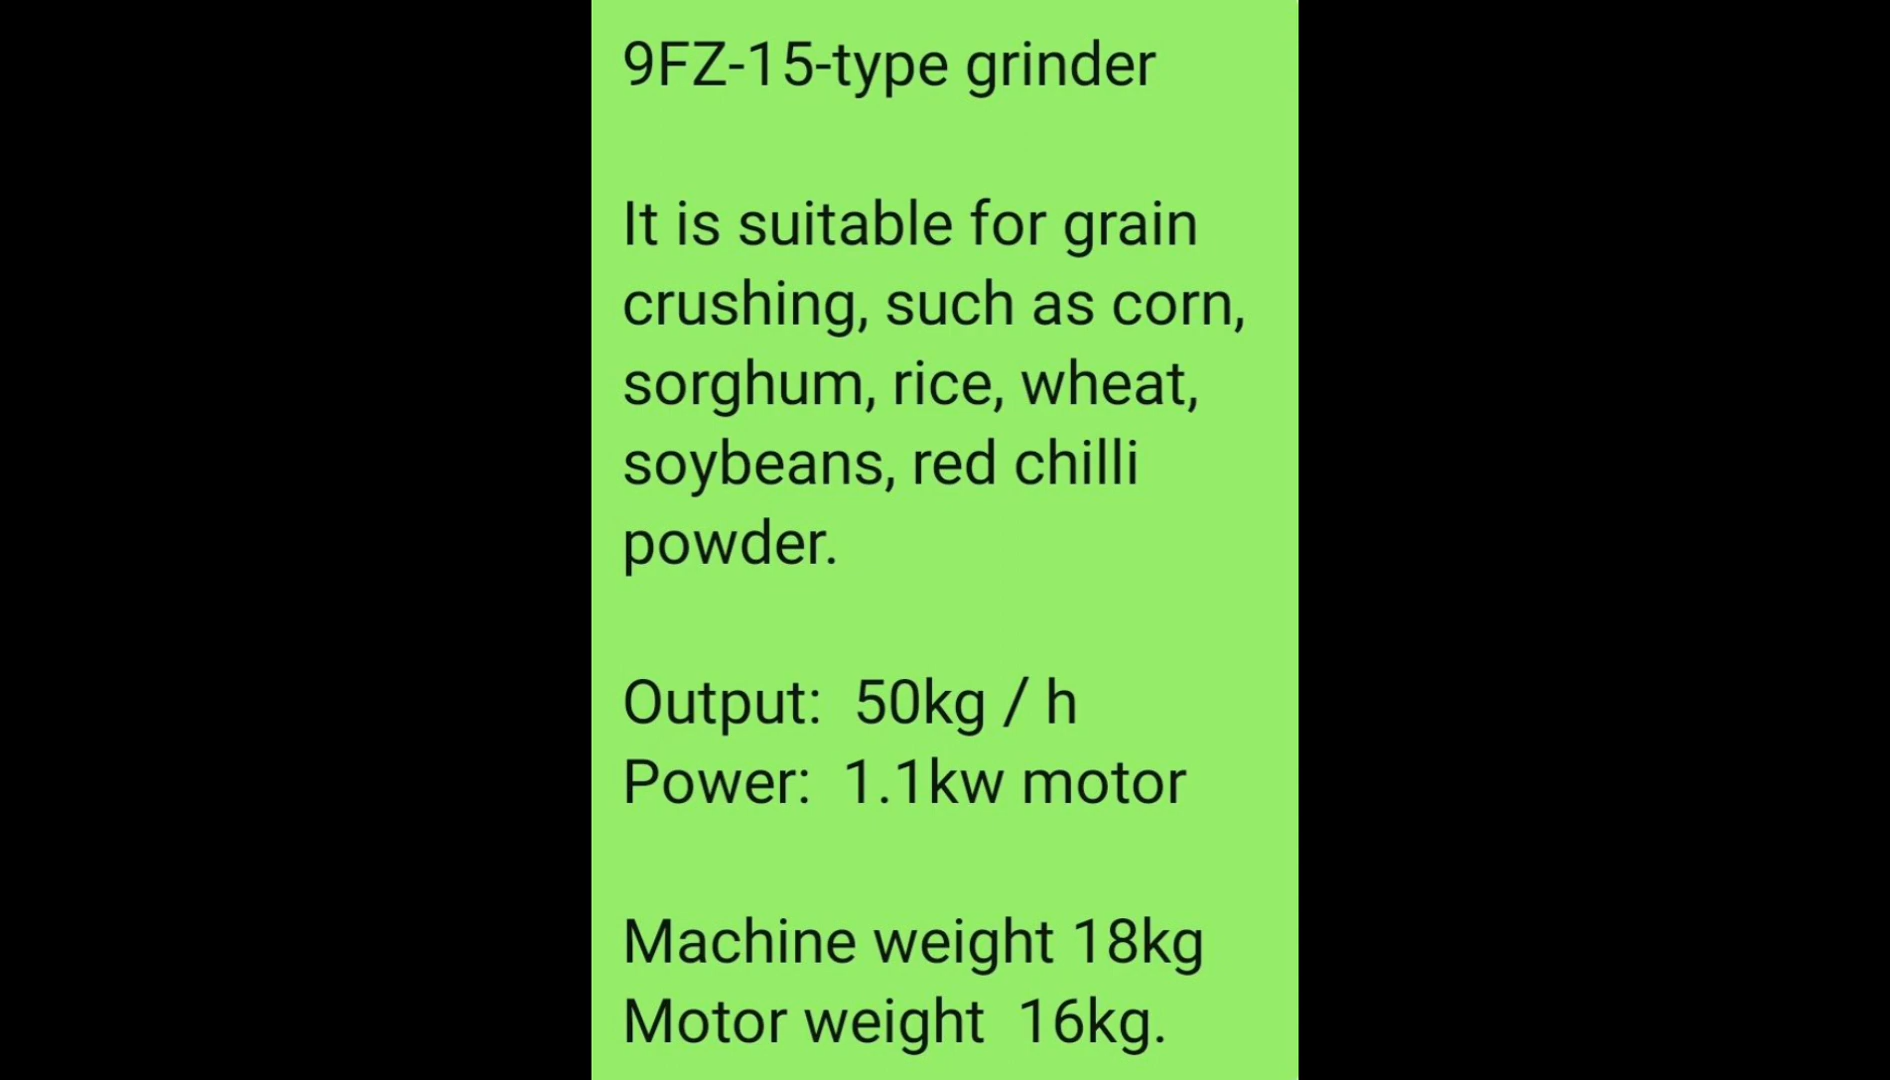 9FZ-15-type grinder
It is suitable for grain
crushing, such as corn,
sorghum, rice, wheat,
soybeans, red chilli
powder.
Output:  50kg / h
Power:  1.1kw motor
Machine weight 18kg
Motor weight  16kg.